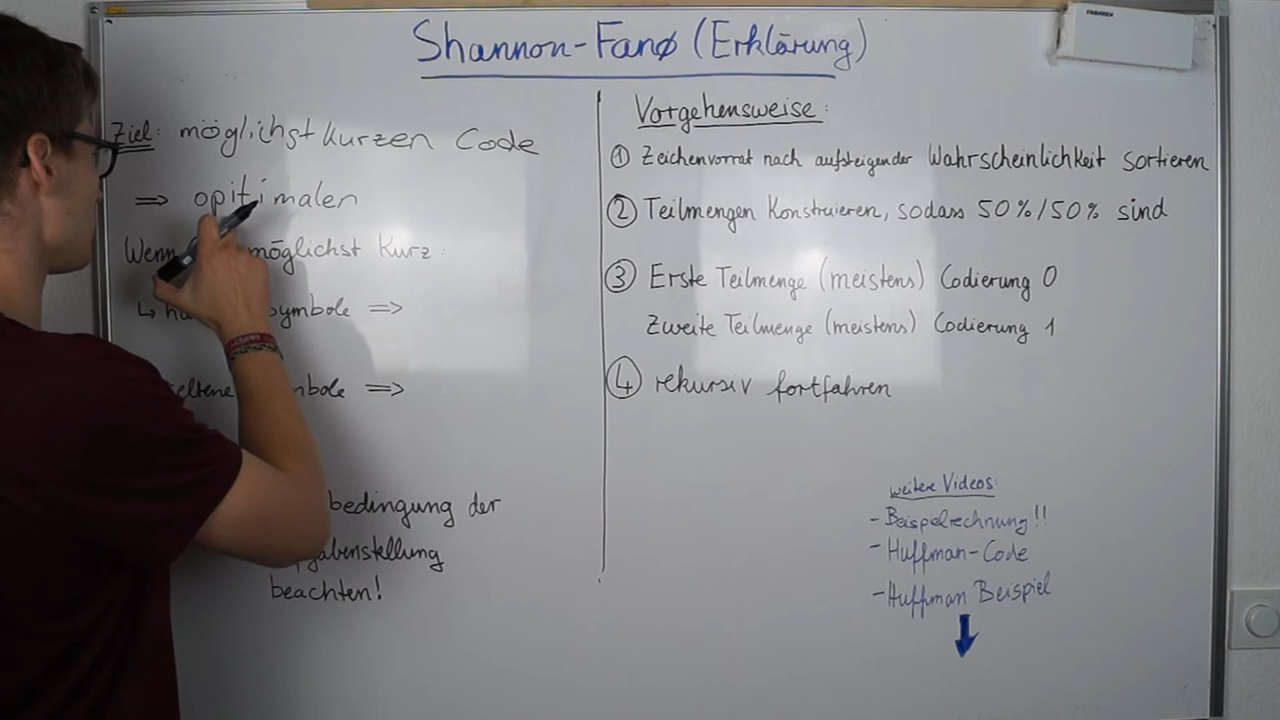 Shannon-Fanø (Erklärung)
Ziel: möglichst kurzen Code
⇒ opitimalen
Wenn möglichst Kurz:
↳ symbole ⇒
⇒
bedingung der
beachten!
Vorgehensweise:
① Zeichenvorrat nach aufsteigender Wahrscheinlichkeit sortieren
② Teilmengen Konstruieren, sodass 50%/50% sind
③ Erste Teilmenge (meistens) Codierung 0
Zweite Teilmenge (meistens) Codierung 1
④ rekursiv fortfahren
weitere Videos:
- Beispielrechnung!!
- Huffman-Code
- Huffman Beispiel